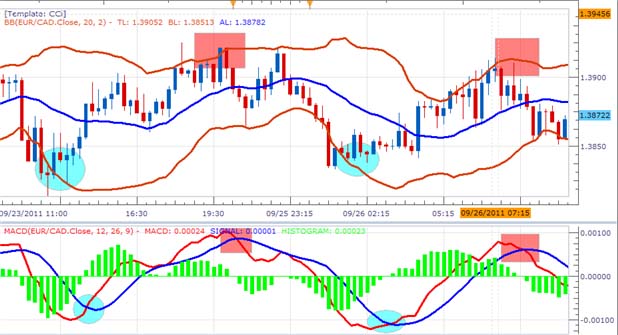 [Template: CCi]
BB(EUR/CAD.Close, 20, 2) - TL: 1.39052 BL: 1.38513 AL: 1.38782
1.39456
1.3900
1.38722
1.3850
09/23/2011 11:00 16:30 19:30 09/25 23:15 09/26 02:15 05:15 09/26/2011 07:15
MACD(EUR/CAD.Close, 12, 26, 9) - MACD: 0.00024 SIGNAL: 0.00001 HISTOGRAM: 0.00023
0.00100
0.00000
-0.00100